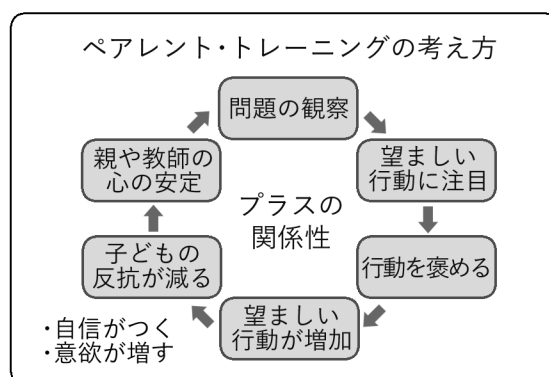 ペアレント・トレーニングの考え方
問題の観察
望ましい
行動に注目
行動を褒める
望ましい
行動が増加
子どもの
反抗が減る
親や教師の
心の安定
プラスの
関係性
・自信がつく
・意欲が増す